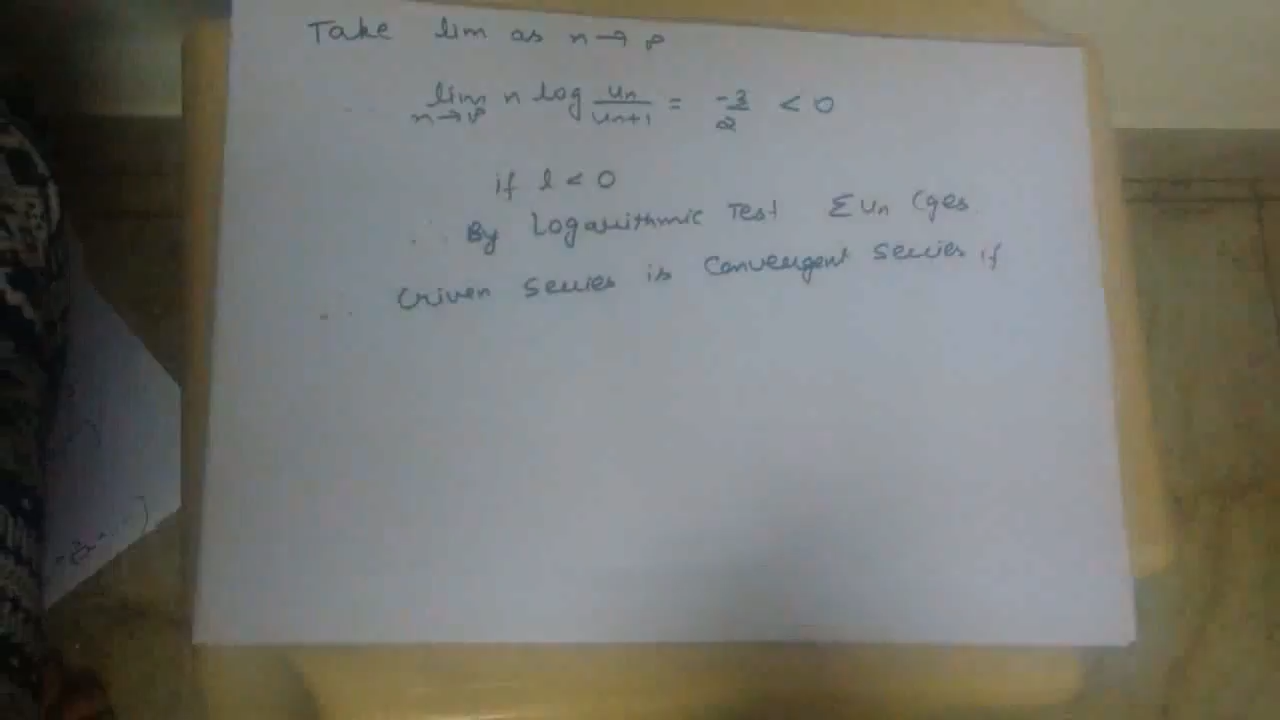 Take lim as n→∞
lim n→∞ n log un/un+1 = -3/2 < 0
if l < 0
∴ By Logarithmic Test Σun Cges
∴ Given series is Convergent series if